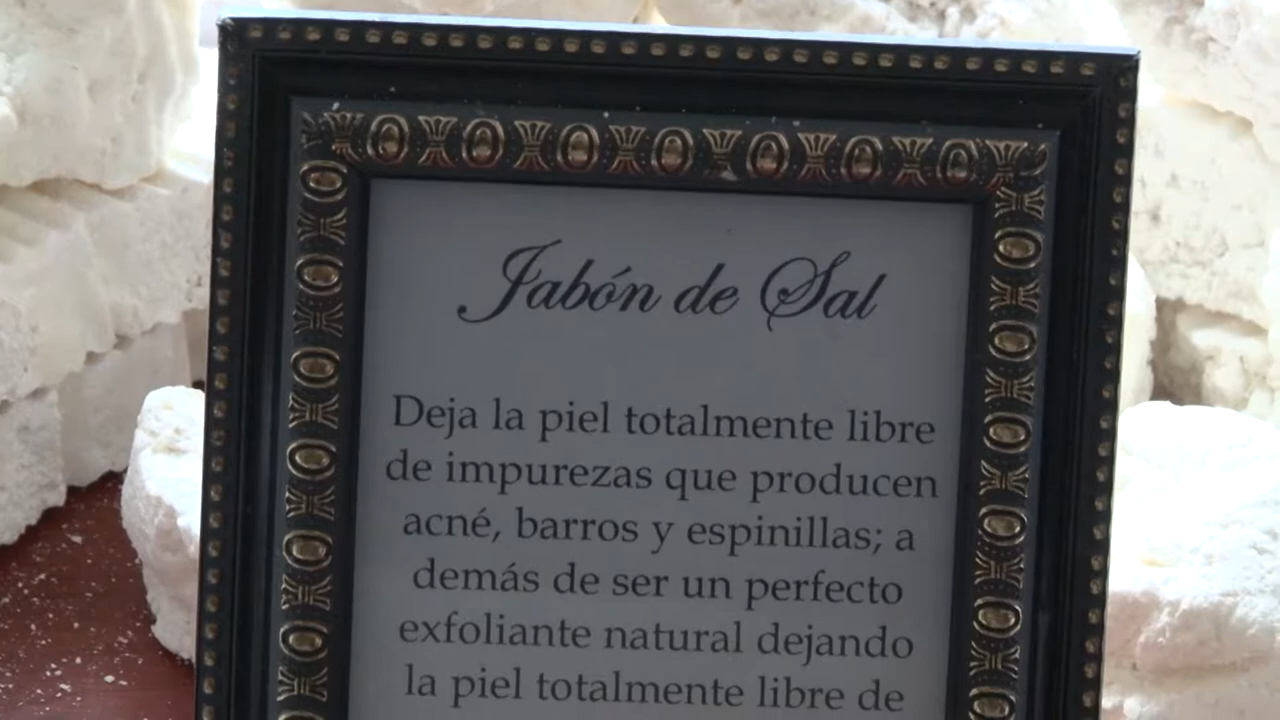 Jabón de Sal
Deja la piel totalmente libre
de impurezas que producen
acné, barros y espinillas; a
demás de ser un perfecto
exfoliante natural dejando
la piel totalmente libre de